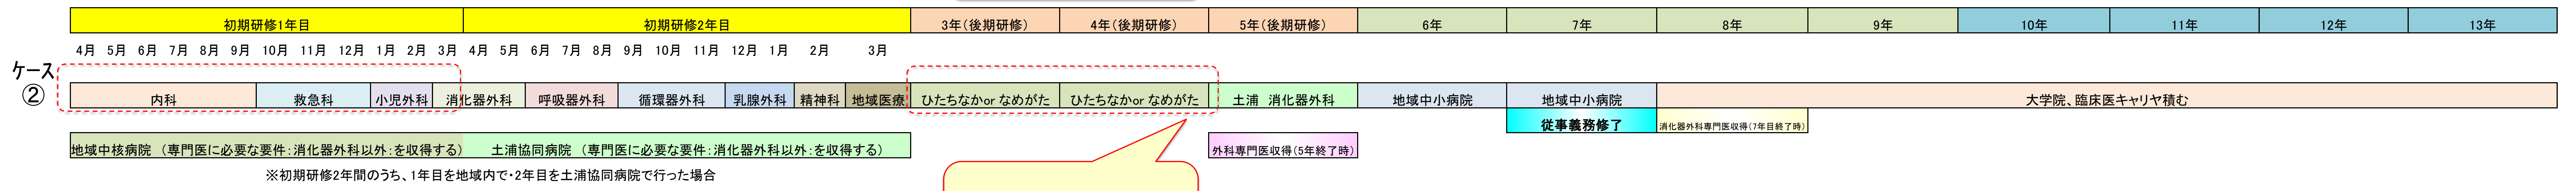 初期研修1年目 初期研修2年目 3年(後期研修) 4年(後期研修) 5年(後期研修) 6年 7年 8年 9年 10年 11年 12年 13年
4月 5月 6月 7月 8月 9月 10月 11月 12月 1月 2月 3月 4月 5月 6月 7月 8月 9月 10月 11月 12月 1月 2月 3月
ケース
②
内科 救急科 小児外科 消化器外科 呼吸器外科 循環器外科 乳腺外科 精神科 地域医療 ひたちなかor なめがた ひたちなかor なめがた 土浦 消化器外科 地域中小病院 地域中小病院 大学院、臨床医キャリヤ積む
従事義務修了 消化器外科専門医収得(7年目終了時)
地域中核病院 (専門医に必要な要件:消化器外科以外:を収得する) 土浦協同病院 (専門医に必要な要件:消化器外科以外:を収得する) 外科専門医収得(5年終了時)
※初期研修2年間のうち、1年目を地域内で・2年目を土浦協同病院で行った場合